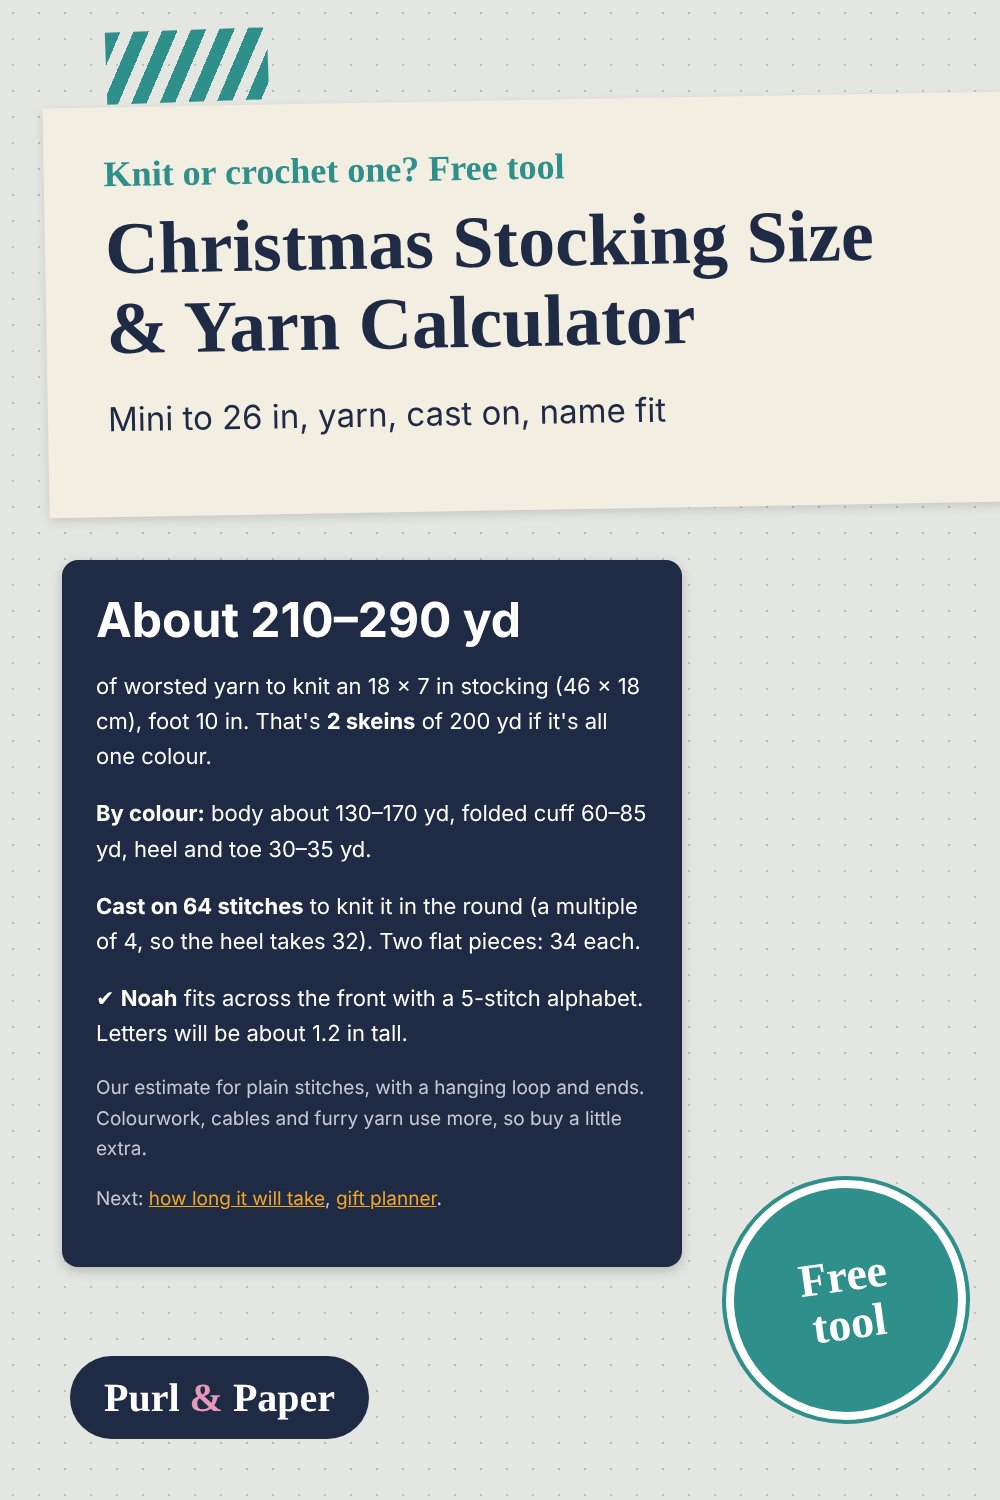 Knit or crochet one? Free tool
Christmas Stocking Size
& Yarn Calculator
Mini to 26 in, yarn, cast on, name fit
About 210–290 yd
of worsted yarn to knit an 18 × 7 in stocking (46 × 18
cm), foot 10 in. That's 2 skeins of 200 yd if it's all
one colour.
By colour: body about 130–170 yd, folded cuff 60–85
yd, heel and toe 30–35 yd.
Cast on 64 stitches to knit it in the round (a multiple
of 4, so the heel takes 32). Two flat pieces: 34 each.
✔ Noah fits across the front with a 5-stitch alphabet.
Letters will be about 1.2 in tall.
Our estimate for plain stitches, with a hanging loop and ends.
Colourwork, cables and furry yarn use more, so buy a little
extra.
Next: how long it will take, gift planner.
Free
tool
Purl & Paper